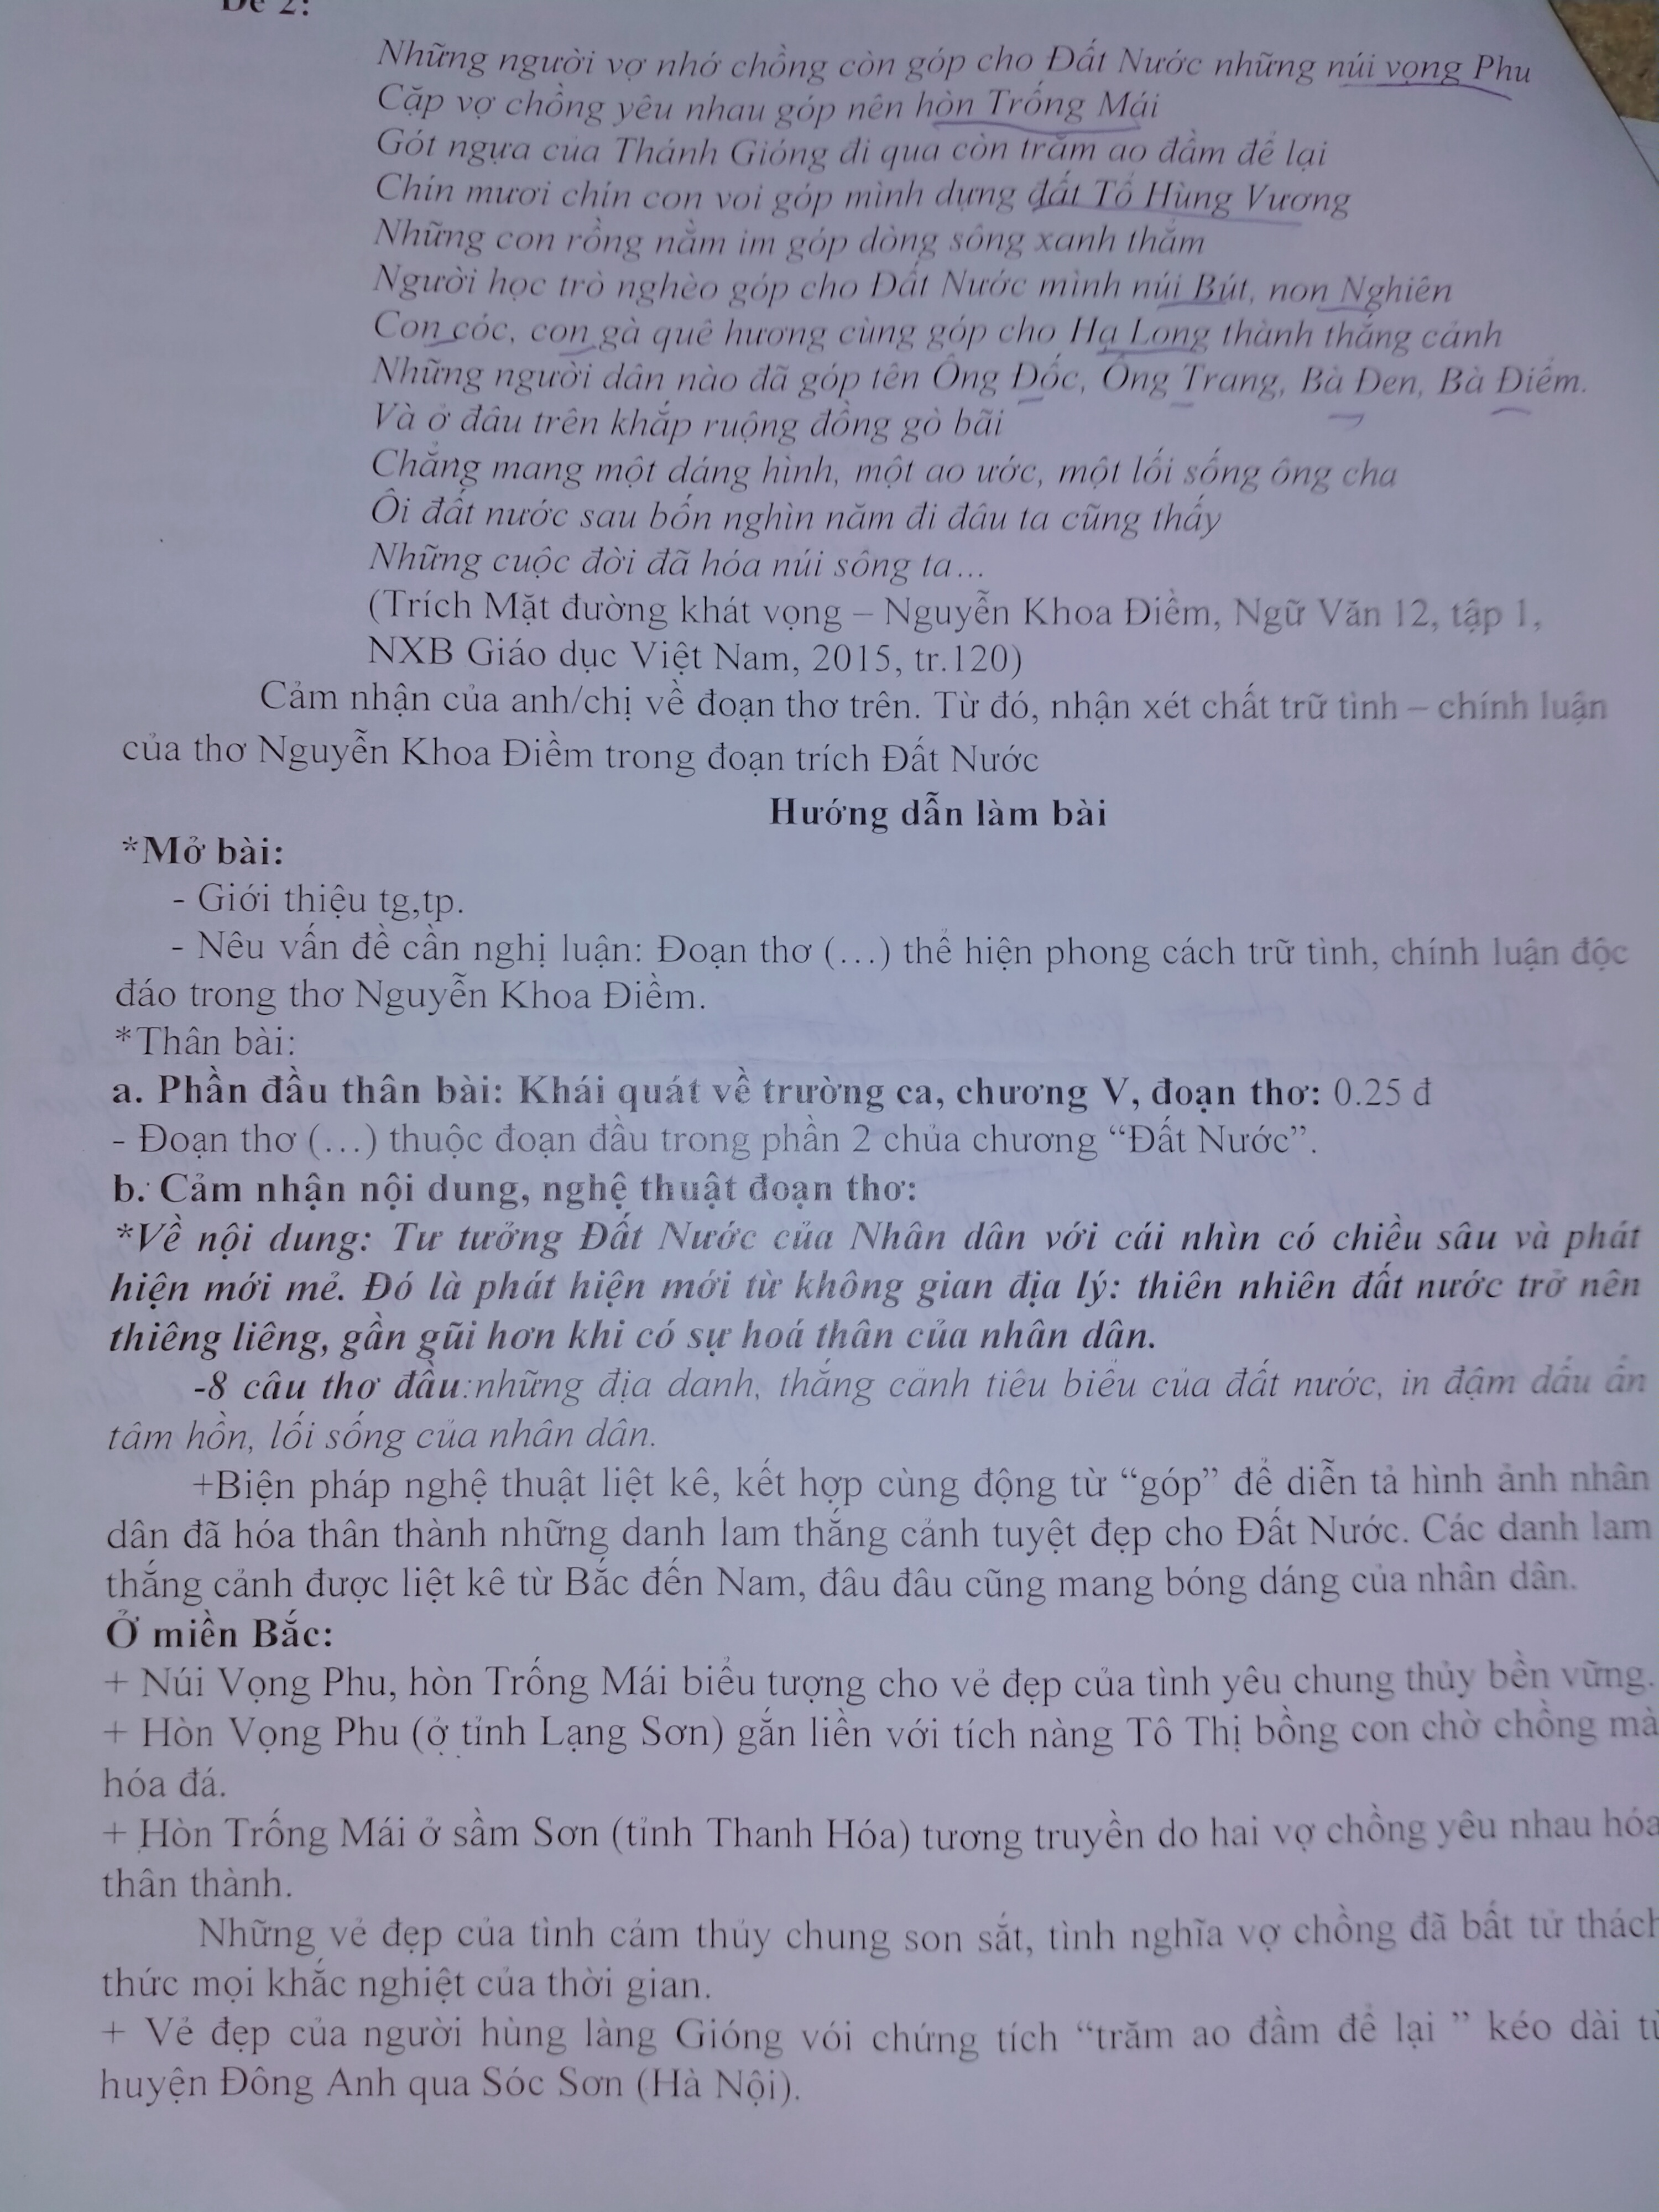 Đề 2:
Những người vợ nhớ chồng còn góp cho Đất Nước những núi vọng Phu
Cặp vợ chồng yêu nhau góp nên hòn Trống Mái
Gót ngựa của Thánh Gióng đi qua còn trăm ao đầm để lại
Chín mươi chín con voi góp mình dựng đất Tổ Hùng Vương
Những con rồng nằm im góp dòng sông xanh thẳm
Người học trò nghèo góp cho Đất Nước mình núi Bút, non Nghiên
Con cóc, con gà quê hương cùng góp cho Hạ Long thành thắng cảnh
Những người dân nào đã góp tên Ông Đốc, Ông Trang, Bà Đen, Bà Điểm.
Và ở đâu trên khắp ruộng đồng gò bãi
Chẳng mang một dáng hình, một ao ước, một lối sống ông cha
Ôi đất nước sau bốn nghìn năm đi đâu ta cũng thấy
Những cuộc đời đã hóa núi sông ta...
(Trích Mặt đường khát vọng – Nguyễn Khoa Điềm, Ngữ Văn 12, tập 1,
NXB Giáo dục Việt Nam, 2015, tr.120)
Cảm nhận của anh/chị về đoạn thơ trên. Từ đó, nhận xét chất trữ tình – chính luận
của thơ Nguyễn Khoa Điềm trong đoạn trích Đất Nước
Hướng dẫn làm bài
*Mở bài:
- Giới thiệu tg,tp.
- Nêu vấn đề cần nghị luận: Đoạn thơ (…) thể hiện phong cách trữ tình, chính luận độc
đáo trong thơ Nguyễn Khoa Điềm.
*Thân bài:
a. Phần đầu thân bài: Khái quát về trường ca, chương V, đoạn thơ: 0.25 đ
- Đoạn thơ (…) thuộc đoạn đầu trong phần 2 chủa chương “Đất Nước”.
b. Cảm nhận nội dung, nghệ thuật đoạn thơ:
*Về nội dung: Tư tưởng Đất Nước của Nhân dân với cái nhìn có chiều sâu và phát
hiện mới mẻ. Đó là phát hiện mới từ không gian địa lý: thiên nhiên đất nước trở nên
thiêng liêng, gần gũi hơn khi có sự hoá thân của nhân dân.
-8 câu thơ đầu:những địa danh, thắng cảnh tiêu biểu của đất nước, in đậm dấu ấn
tâm hồn, lối sống của nhân dân.
+Biện pháp nghệ thuật liệt kê, kết hợp cùng động từ “góp” để diễn tả hình ảnh nhân
dân đã hóa thân thành những danh lam thắng cảnh tuyệt đẹp cho Đất Nước. Các danh lam
thắng cảnh được liệt kê từ Bắc đến Nam, đâu đâu cũng mang bóng dáng của nhân dân.
Ở miền Bắc:
+ Núi Vọng Phu, hòn Trống Mái biểu tượng cho vẻ đẹp của tình yêu chung thủy bền vững.
+ Hòn Vọng Phu (ở tỉnh Lạng Sơn) gắn liền với tích nàng Tô Thị bồng con chờ chồng mà
hóa đá.
+ Hòn Trống Mái ở sầm Sơn (tỉnh Thanh Hóa) tương truyền do hai vợ chồng yêu nhau hóa
thân thành.
Những vẻ đẹp của tình cảm thủy chung son sắt, tình nghĩa vợ chồng đã bất tử thách
thức mọi khắc nghiệt của thời gian.
+ Vẻ đẹp của người hùng làng Gióng vói chứng tích “trăm ao đầm để lại ” kéo dài từ
huyện Đông Anh qua Sóc Sơn (Hà Nội).